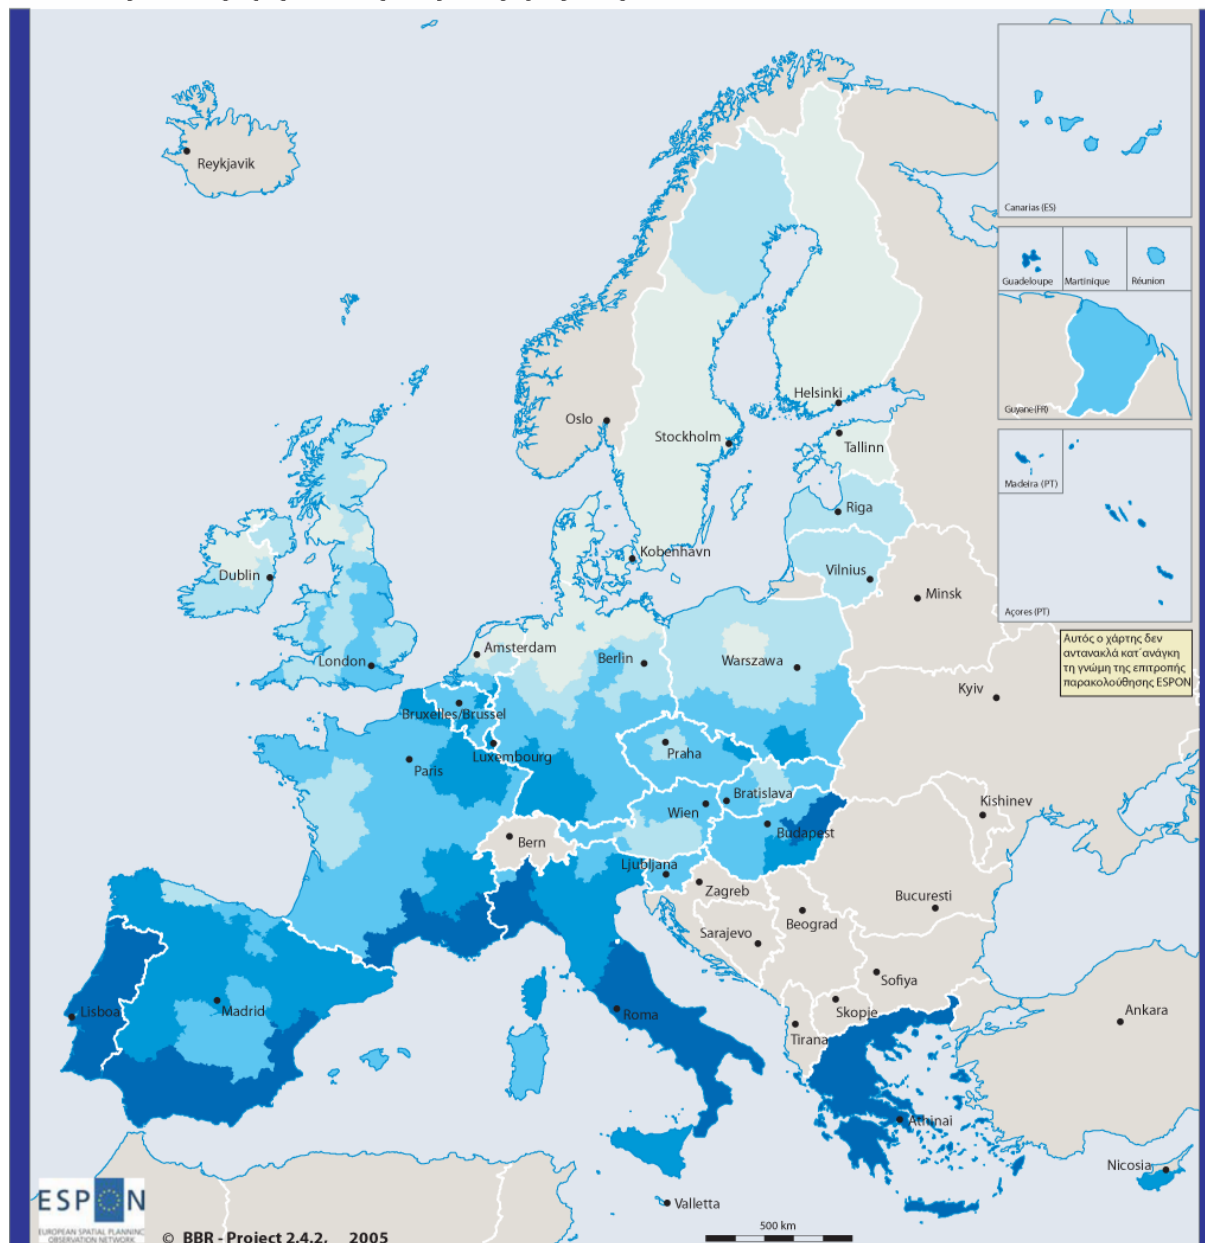 Reykjavik
Canarias (ES)
Guadeloupe
Martinique
Réunion
Guyane (FR)
Helsinki
Oslo
Stockholm
Tallinn
Madeira (PT)
Riga
Kobenhavn
Dublin
Vilnius
Minsk
Açores (PT)
Αυτός ο χάρτης δεν
αντανακλά κατ΄ανάγκη
τη γνώμη της επιτροπής
παρακολούθησης ESPON
Amsterdam
London
Berlin
Warszawa
Kyiv
Bruxelles/Brussel
Luxembourg
Praha
Paris
Bratislava
Wien
Kishinev
Bern
Budapest
Ljubljana
Zagreb
Bucuresti
Beograd
Sarajevo
Sofiya
Madrid
Lisboa
Roma
Skopje
Ankara
Tirana
Athinai
Nicosia
Valletta
ESPON
EUROPEAN SPATIAL PLANNING
OBSERVATION NETWORK
© BBR - Project 2.4.2, 2005
500 km